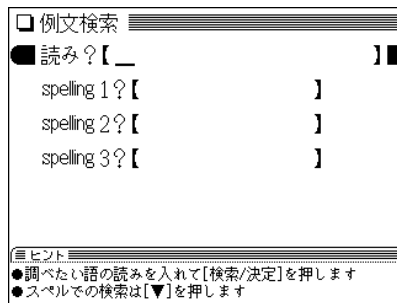 例文検索
読み?【 】
spelling 1?【 】
spelling 2?【 】
spelling 3?【 】
ヒント
●調べたい語の読みを入れて[検索/決定]を押します
●スペルでの検索は[▼]を押します